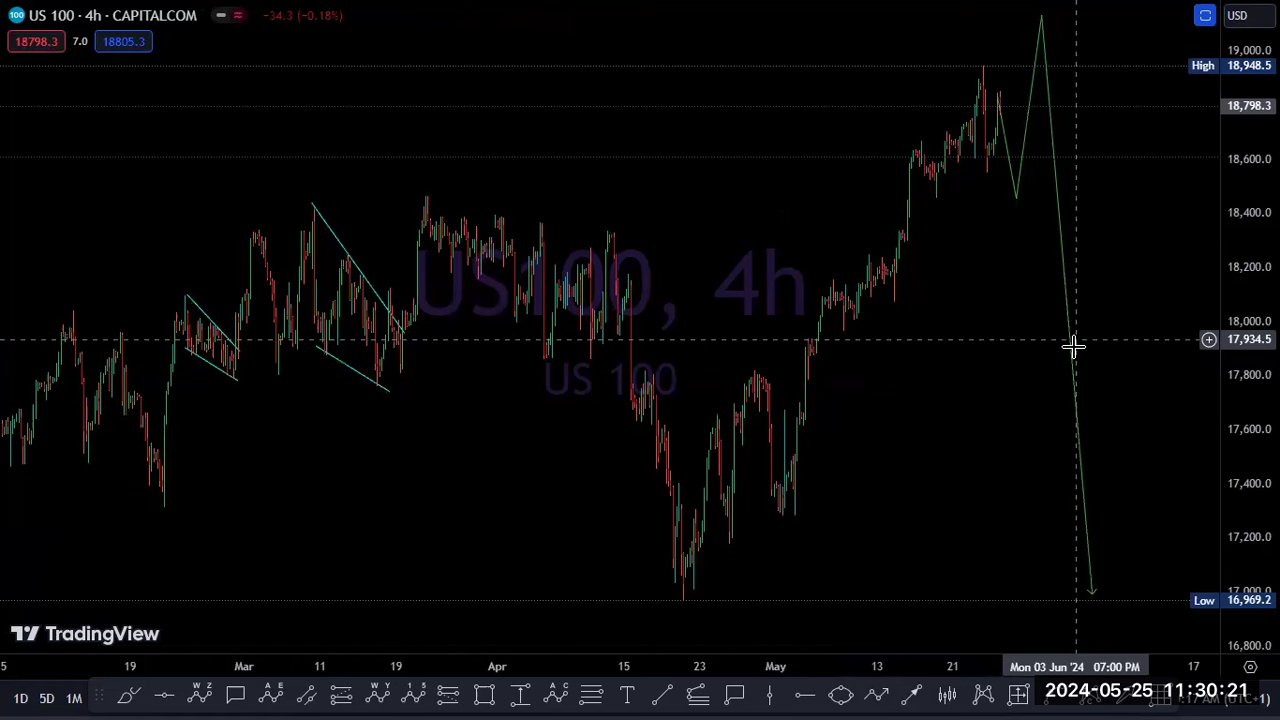 US 100 · 4h · CAPITALCOM
−34.3 (−0.18%)
USD
18798.3 7.0 18805.3
19,000.0
High 18,948.5
18,798.3
18,600.0
18,400.0
18,200.0
18,000.0
17,934.5
17,800.0
17,600.0
17,400.0
17,200.0
17,000.0
Low 16,969.2
16,800.0
US100, 4h
US 100
TradingView
5 19 Mar 11 19 Apr 15 23 May 13 21 Mon 03 Jun '24 07:00 PM 17
1D 5D 1M
2024-05-25 11:30:21
(UTC+1)